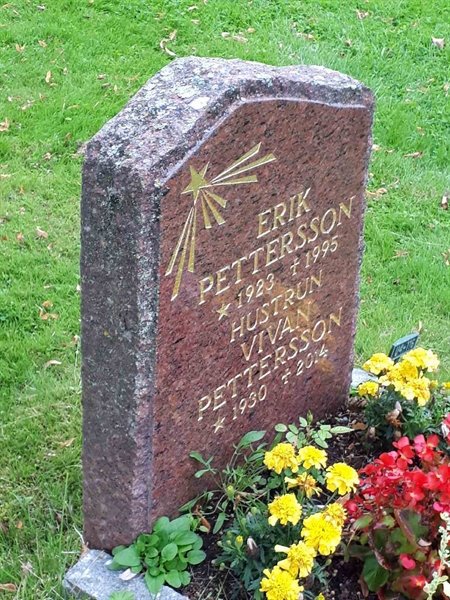 ERIK
PETTERSSON
★ 1923 ✝ 1995
HUSTRUN
VIVAN
PETTERSSON
★ 1930 ✝ 2014